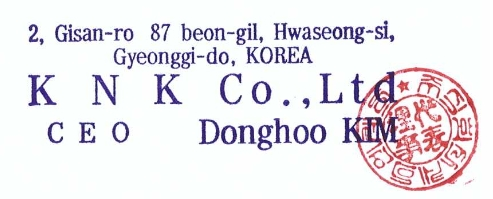 2, Gisan-ro 87 beon-gil, Hwaseong-si,
Gyeonggi-do, KOREA
K N K Co.,Ltd
C E O Donghoo KIM